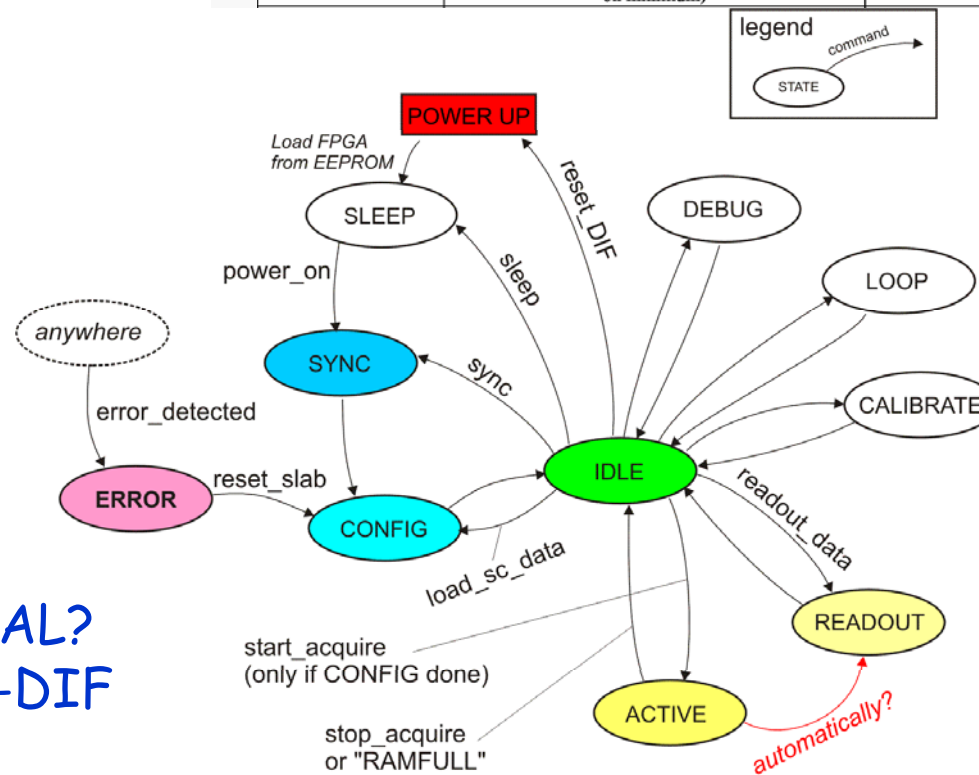 on minimum)
legend
command
STATE
POWER UP
Load FPGA
from EEPROM
SLEEP
reset_DIF
DEBUG
power_on
sleep
LOOP
anywhere
SYNC
sync
CALIBRATE
error_detected
IDLE
ERROR
reset_slab
CONFIG
readout_data
load_sc_data
AL?
-DIF
READOUT
start_acquire
(only if CONFIG done)
ACTIVE
stop_acquire
or "RAMFULL"
automatically?